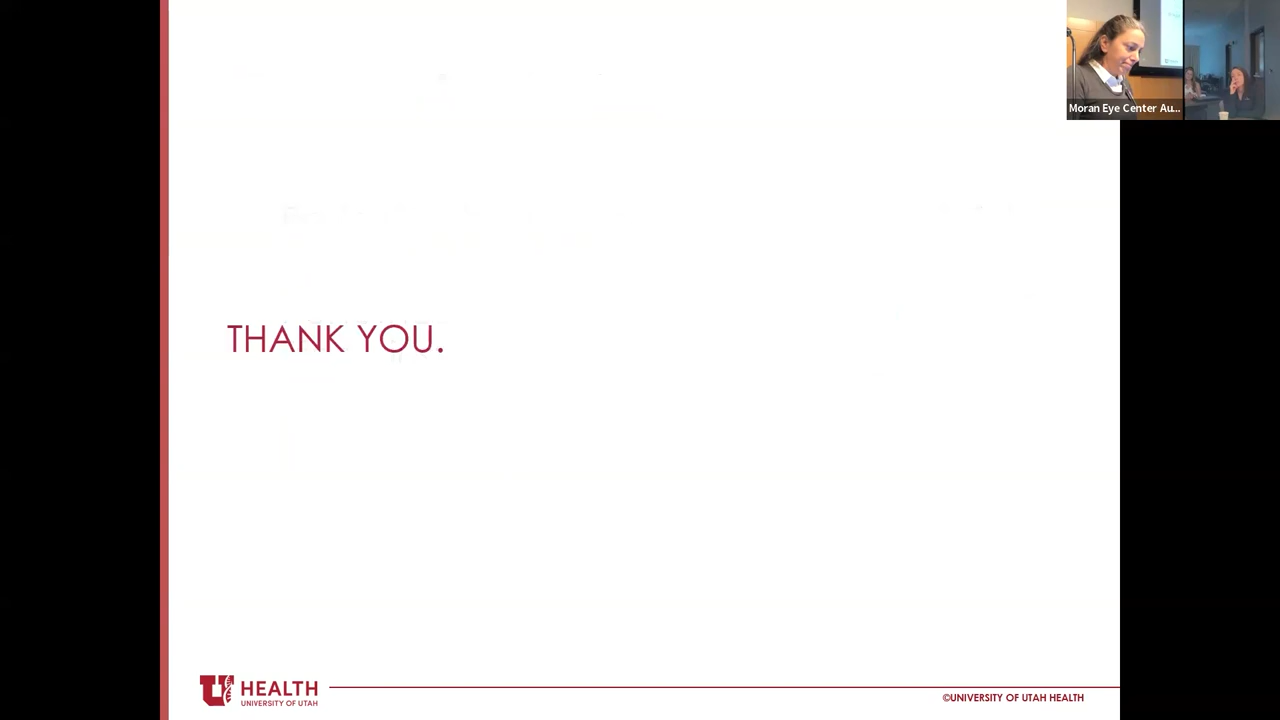 Moran Eye Center Au...
THANK YOU.
HEALTH
UNIVERSITY OF UTAH
©UNIVERSITY OF UTAH HEALTH